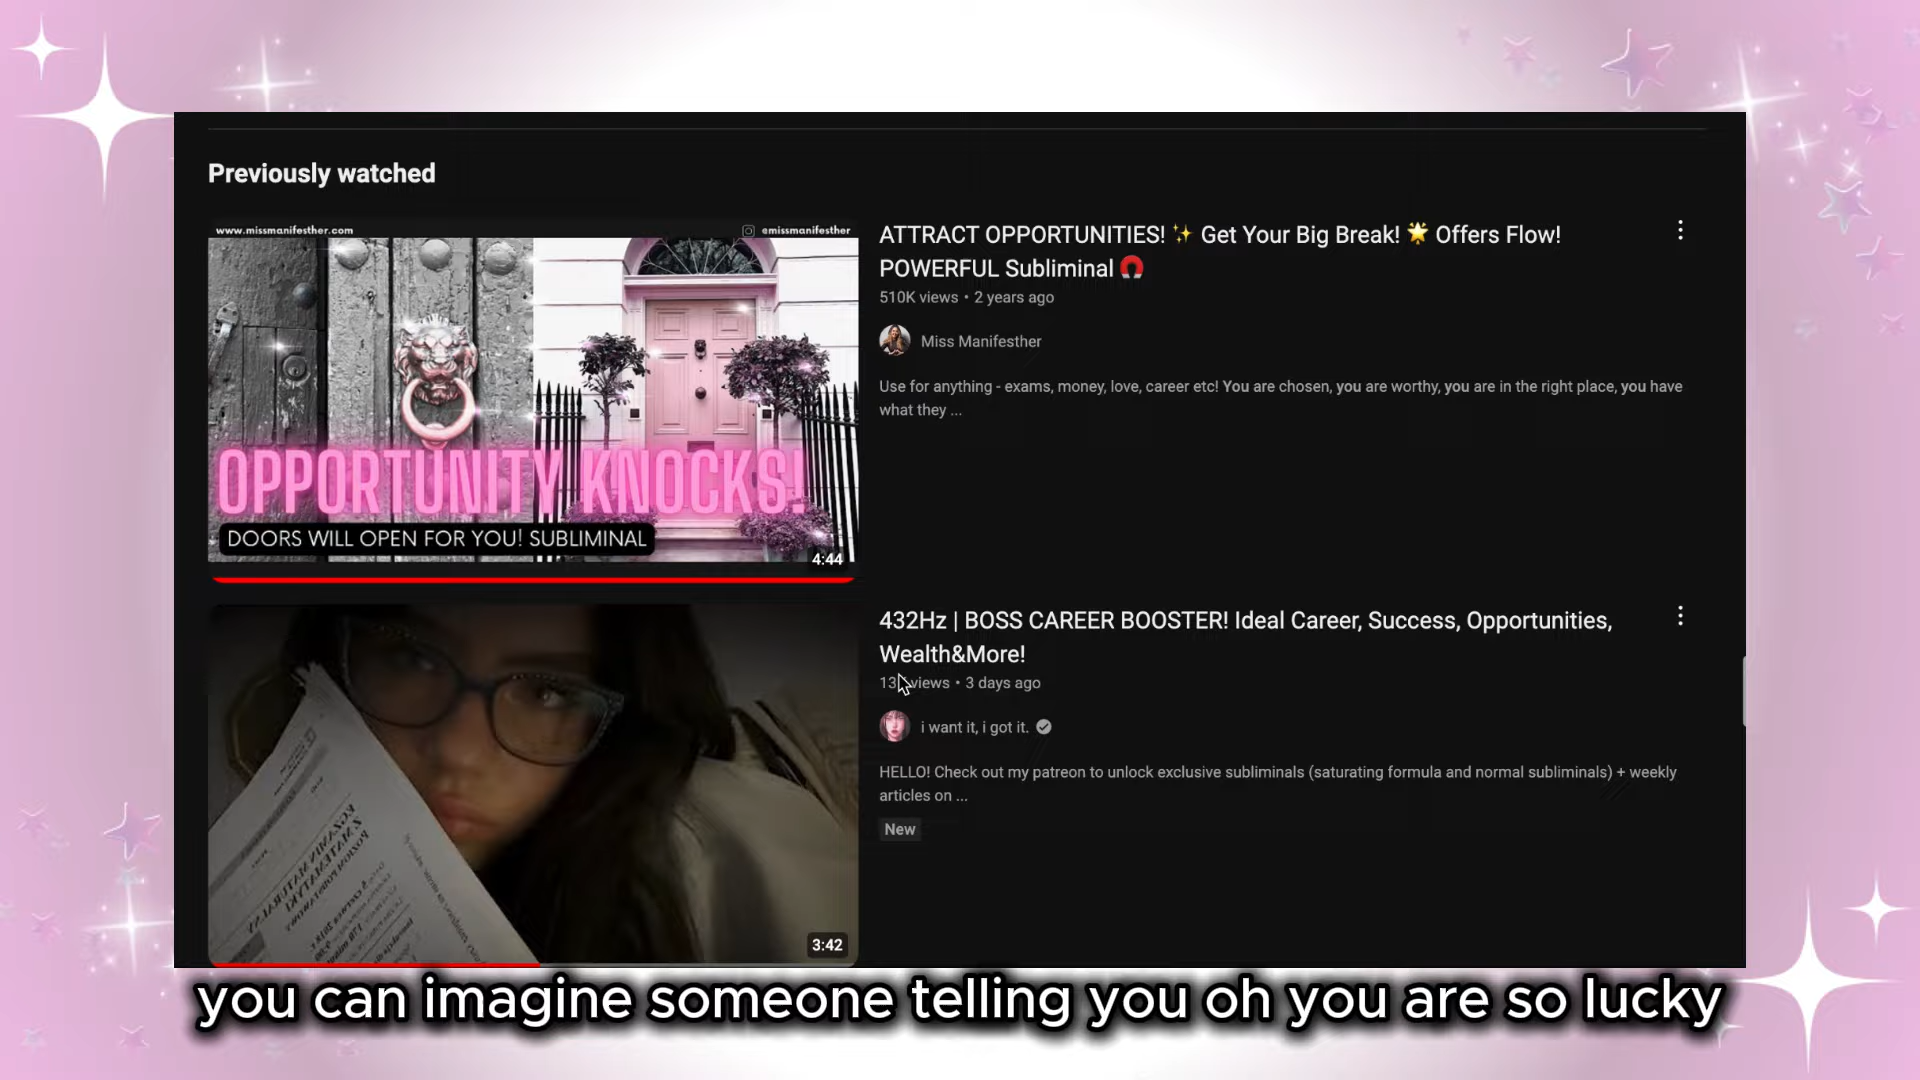 Previously watched
www.missmanifesther.com
@missmanifesther
OPPORTUNITY KNOCKS!
DOORS WILL OPEN FOR YOU! SUBLIMINAL
4:44
ATTRACT OPPORTUNITIES! ✨ Get Your Big Break! 🌟 Offers Flow!
POWERFUL Subliminal 🧲
510K views • 2 years ago
Miss Manifesther
Use for anything - exams, money, love, career etc! You are chosen, you are worthy, you are in the right place, you have
what they ...
EGZAMIN MATURALNY
Z MATEMATYKI
3:42
432Hz | BOSS CAREER BOOSTER! Ideal Career, Success, Opportunities,
Wealth&More!
views • 3 days ago
i want it, i got it.
HELLO! Check out my patreon to unlock exclusive subliminals (saturating formula and normal subliminals) + weekly
articles on ...
New
you can imagine someone telling you oh you are so lucky